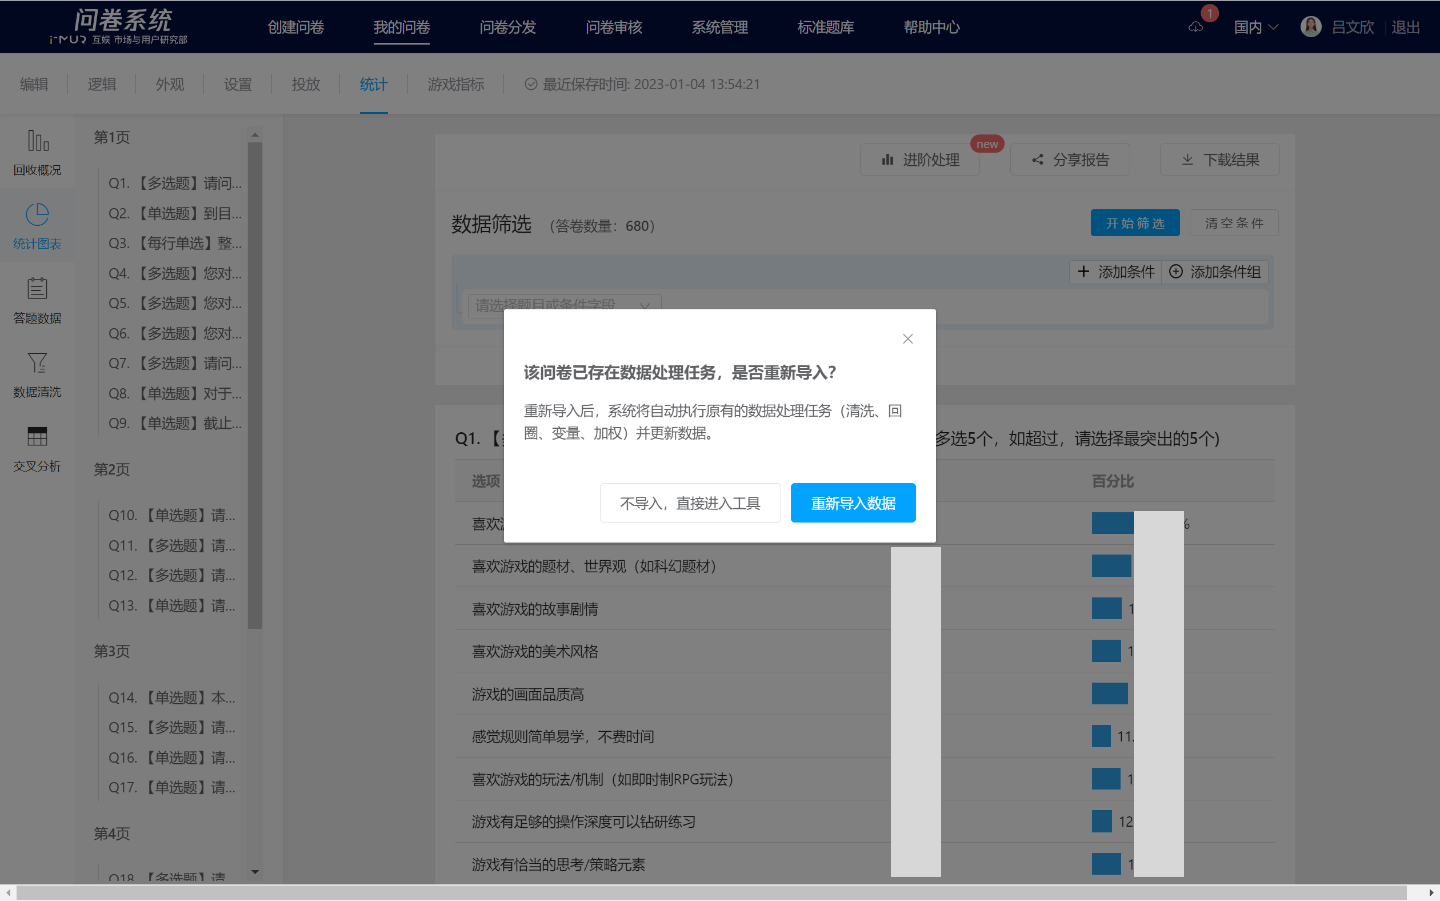 问卷系统
i-MUR 互娱 市场与用户研究部
创建问卷
我的问卷
问卷分发
问卷审核
系统管理
标准题库
帮助中心
1
国内
吕文欣
退出
编辑
逻辑
外观
设置
投放
统计
游戏指标
最近保存时间: 2023-01-04 13:54:21
回收概况
统计图表
答题数据
数据清洗
交叉分析
第1页
Q1. 【多选题】请问...
Q2. 【单选题】到目...
Q3. 【每行单选】整...
Q4. 【多选题】您对...
Q5. 【多选题】您对...
Q6. 【多选题】您对...
Q7. 【多选题】请问...
Q8. 【单选题】对于...
Q9. 【单选题】截止...
第2页
Q10. 【单选题】请...
Q11. 【多选题】请...
Q12. 【多选题】请...
Q13. 【单选题】请...
第3页
Q14. 【单选题】本...
Q15. 【多选题】请...
Q16. 【单选题】请...
Q17. 【单选题】请...
第4页
Q18. 【多选题】请
进阶处理
new
分享报告
下载结果
数据筛选 （答卷数量：680）
开始筛选
清空条件
添加条件
添加条件组
请选择题目或条件字段
该问卷已存在数据处理任务，是否重新导入？
重新导入后，系统将自动执行原有的数据处理任务（清洗、回
圈、变量、加权）并更新数据。
不导入，直接进入工具
重新导入数据
Q1. 【
多选5个，如超过，请选择最突出的5个)
选项
百分比
喜欢
%
喜欢游戏的题材、世界观（如科幻题材）
喜欢游戏的故事剧情
1
喜欢游戏的美术风格
1
游戏的画面品质高
感觉规则简单易学，不费时间
11.
喜欢游戏的玩法/机制（如即时制RPG玩法）
1
游戏有足够的操作深度可以钻研练习
12
游戏有恰当的思考/策略元素
1